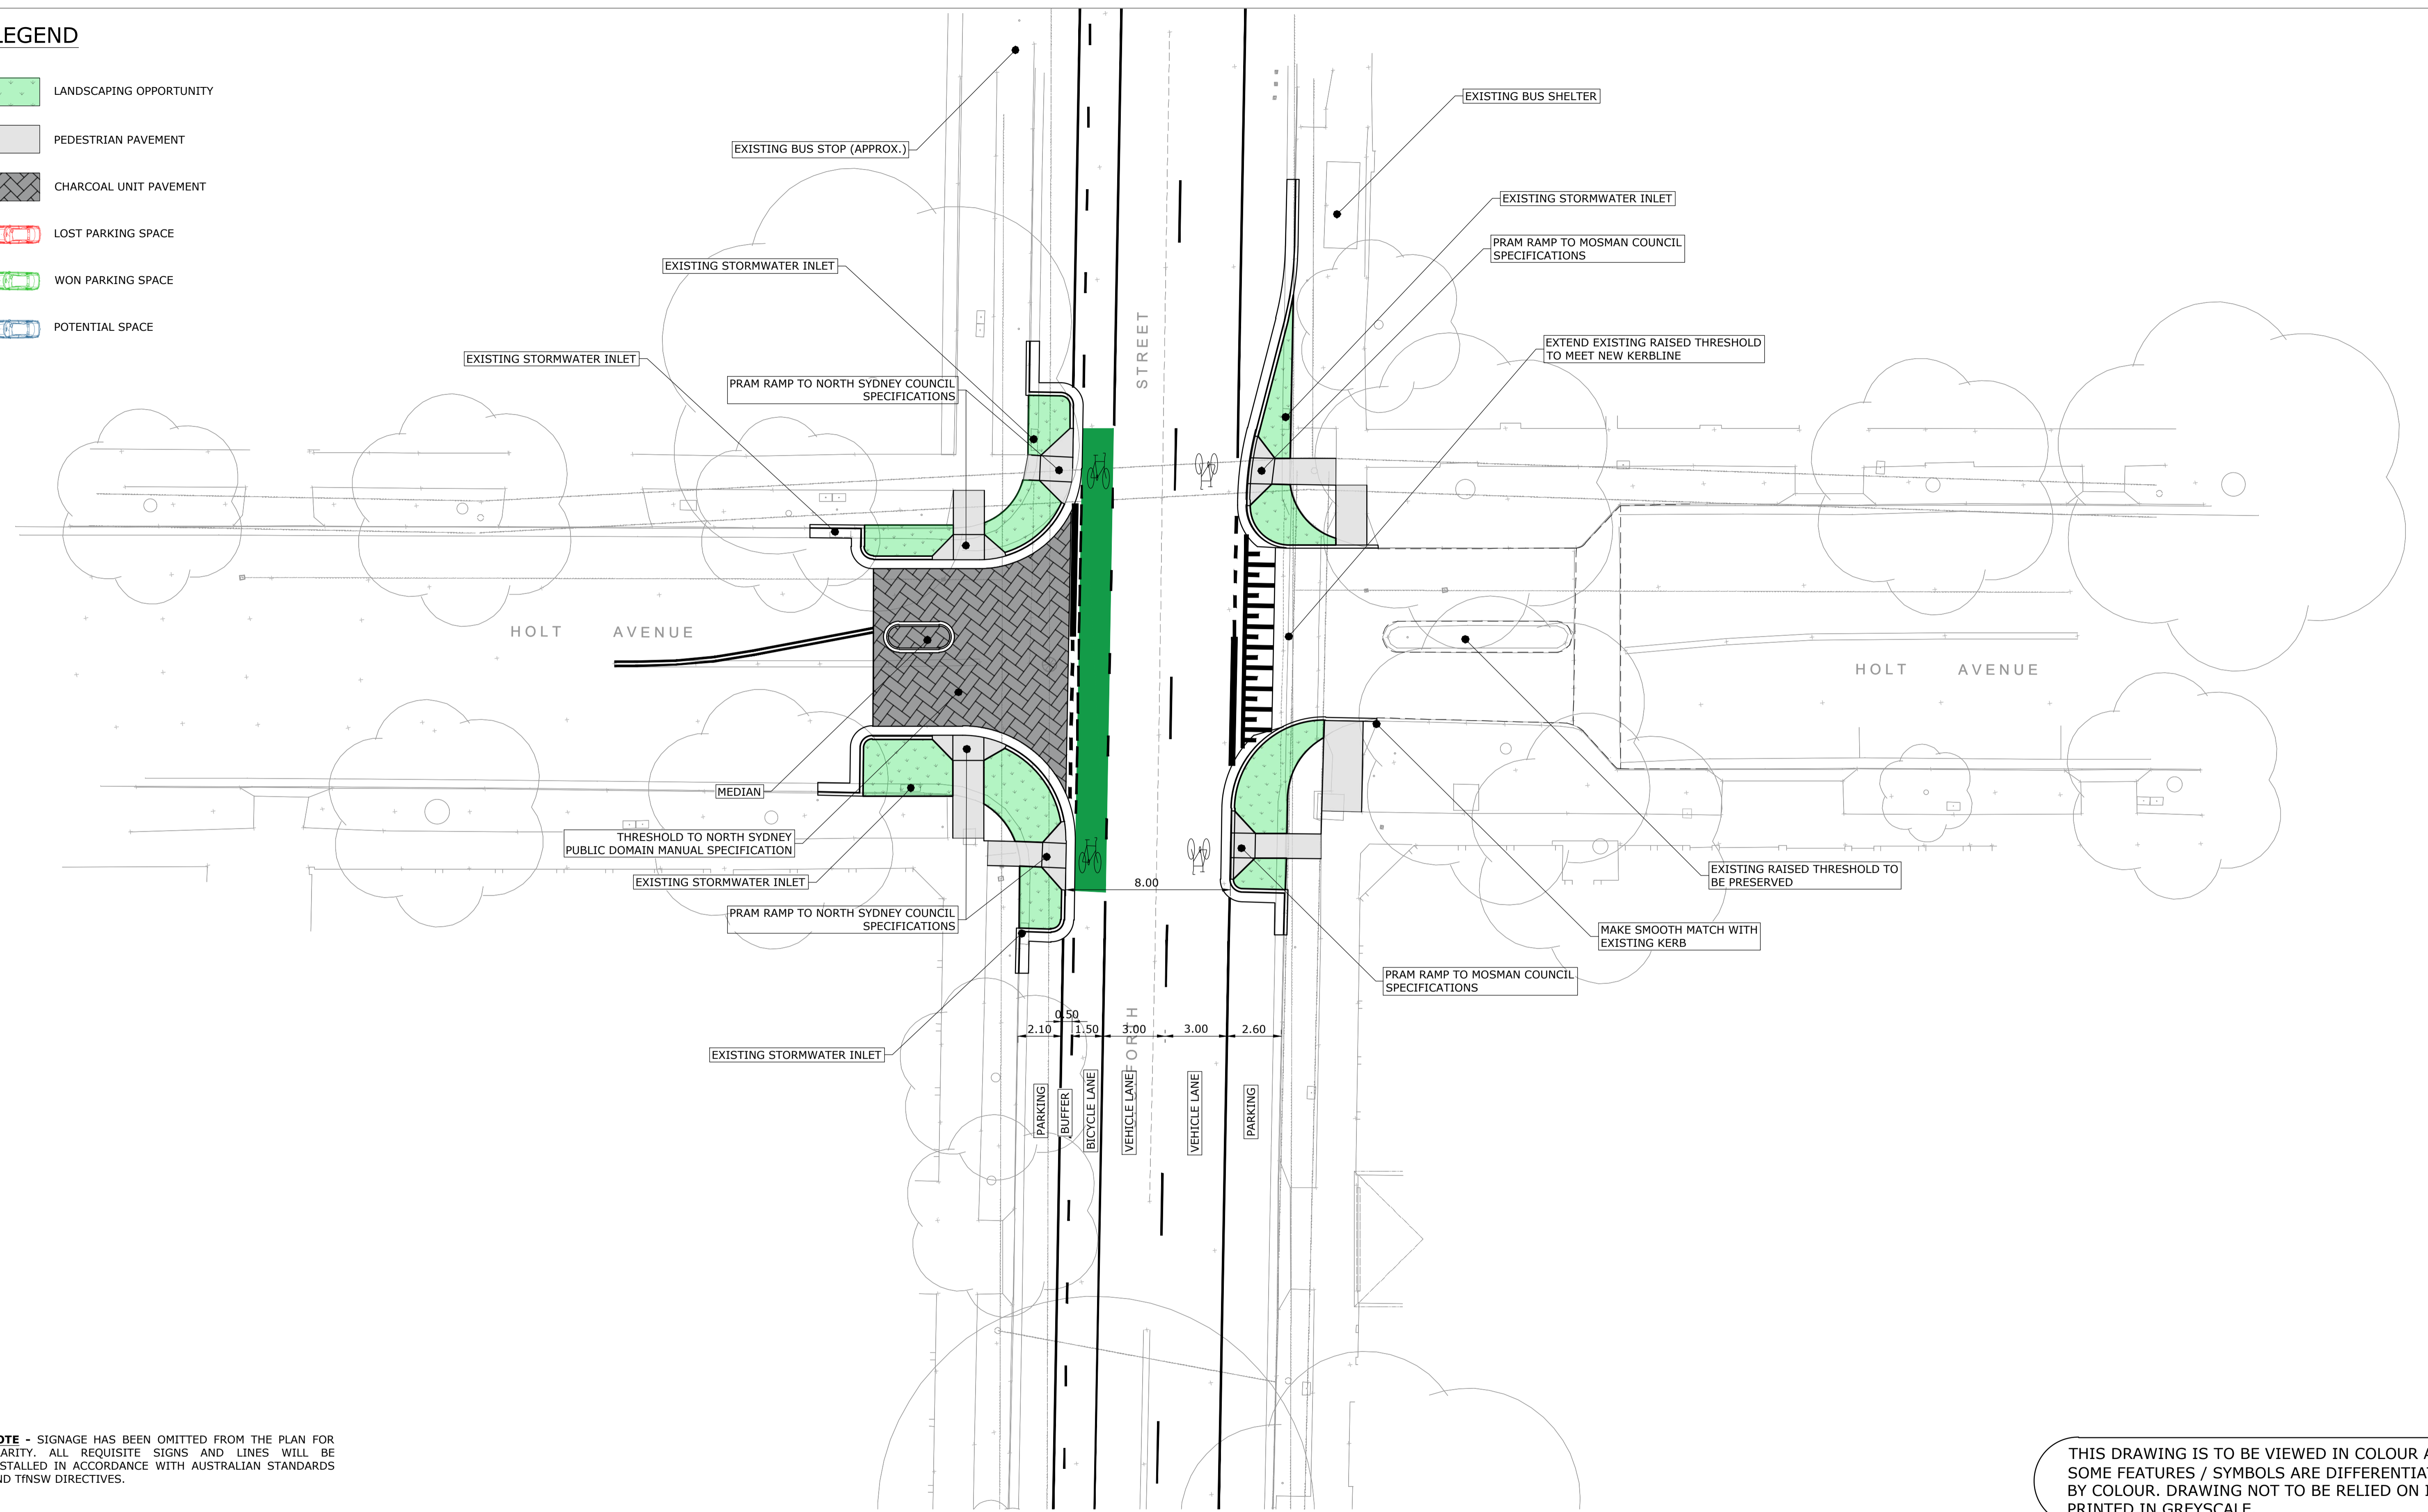 LEGEND
LANDSCAPING OPPORTUNITY
PEDESTRIAN PAVEMENT
CHARCOAL UNIT PAVEMENT
LOST PARKING SPACE
WON PARKING SPACE
POTENTIAL SPACE
EXISTING BUS STOP (APPROX.)
EXISTING BUS SHELTER
EXISTING STORMWATER INLET
PRAM RAMP TO MOSMAN COUNCIL
SPECIFICATIONS
EXISTING STORMWATER INLET
STREET
EXTEND EXISTING RAISED THRESHOLD
TO MEET NEW KERBLINE
EXISTING STORMWATER INLET
PRAM RAMP TO NORTH SYDNEY COUNCIL
SPECIFICATIONS
HOLT AVENUE
HOLT AVENUE
MEDIAN
THRESHOLD TO NORTH SYDNEY
PUBLIC DOMAIN MANUAL SPECIFICATION
EXISTING STORMWATER INLET
8.00
EXISTING RAISED THRESHOLD TO
BE PRESERVED
PRAM RAMP TO NORTH SYDNEY COUNCIL
SPECIFICATIONS
MAKE SMOOTH MATCH WITH
EXISTING KERB
PRAM RAMP TO MOSMAN COUNCIL
SPECIFICATIONS
0.50
2.10 1.50 3.00 3.00 2.60
EXISTING STORMWATER INLET
PARKING
BUFFER
BICYCLE LANE
VEHICLE LANE
VEHICLE LANE
PARKING
NOTE - SIGNAGE HAS BEEN OMITTED FROM THE PLAN FOR
CLARITY. ALL REQUISITE SIGNS AND LINES WILL BE
INSTALLED IN ACCORDANCE WITH AUSTRALIAN STANDARDS
AND TfNSW DIRECTIVES.
THIS DRAWING IS TO BE VIEWED IN COLOUR
SOME FEATURES / SYMBOLS ARE DIFFERENTIAT
BY COLOUR. DRAWING NOT TO BE RELIED ON
PRINTED IN GREYSCALE